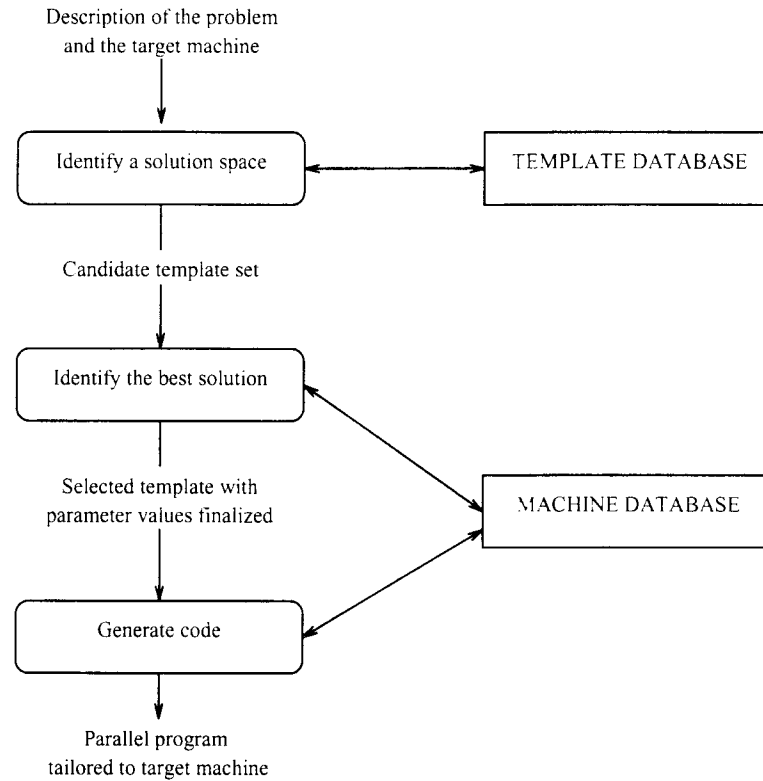 Description of the problem
and the target machine
Identify a solution space
TEMPLATE DATABASE
Candidate template set
Identify the best solution
Selected template with
parameter values finalized
MACHINE DATABASE
Generate code
Parallel program
tailored to target machine